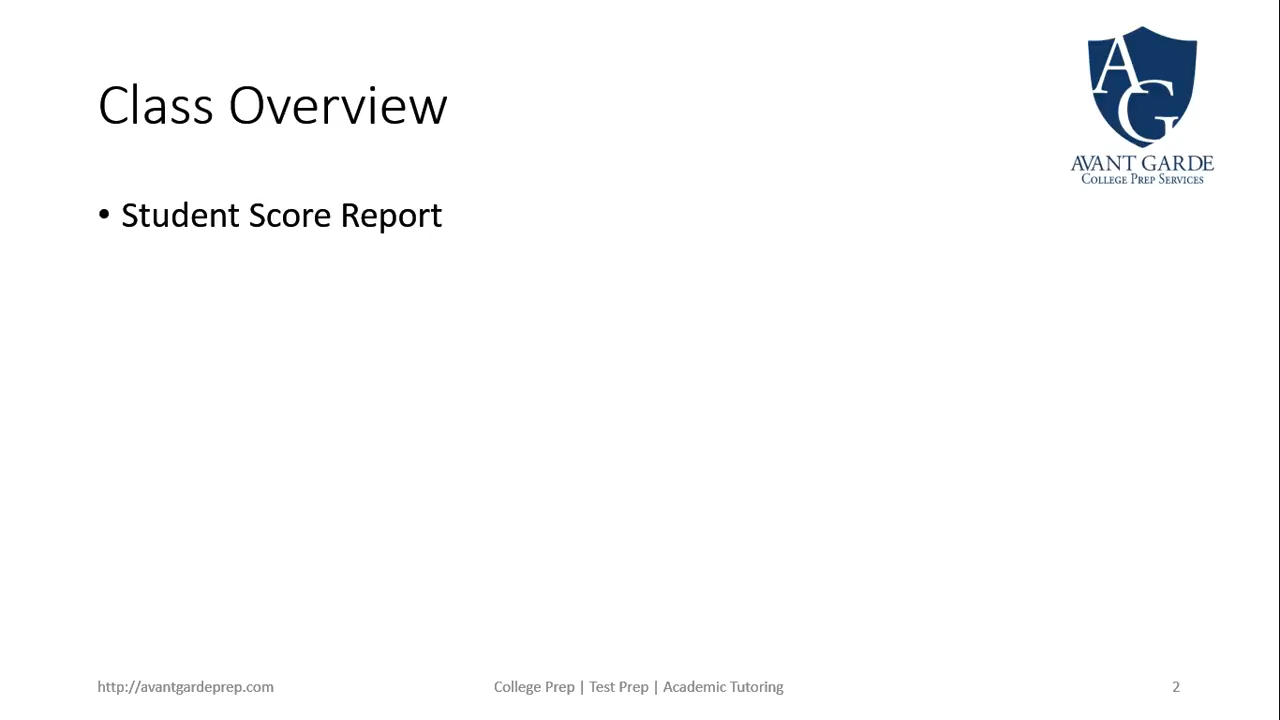 Class Overview
• Student Score Report
AG
AVANT GARDE
COLLEGE PREP SERVICES
http://avantgardeprep.com
College Prep | Test Prep | Academic Tutoring
2